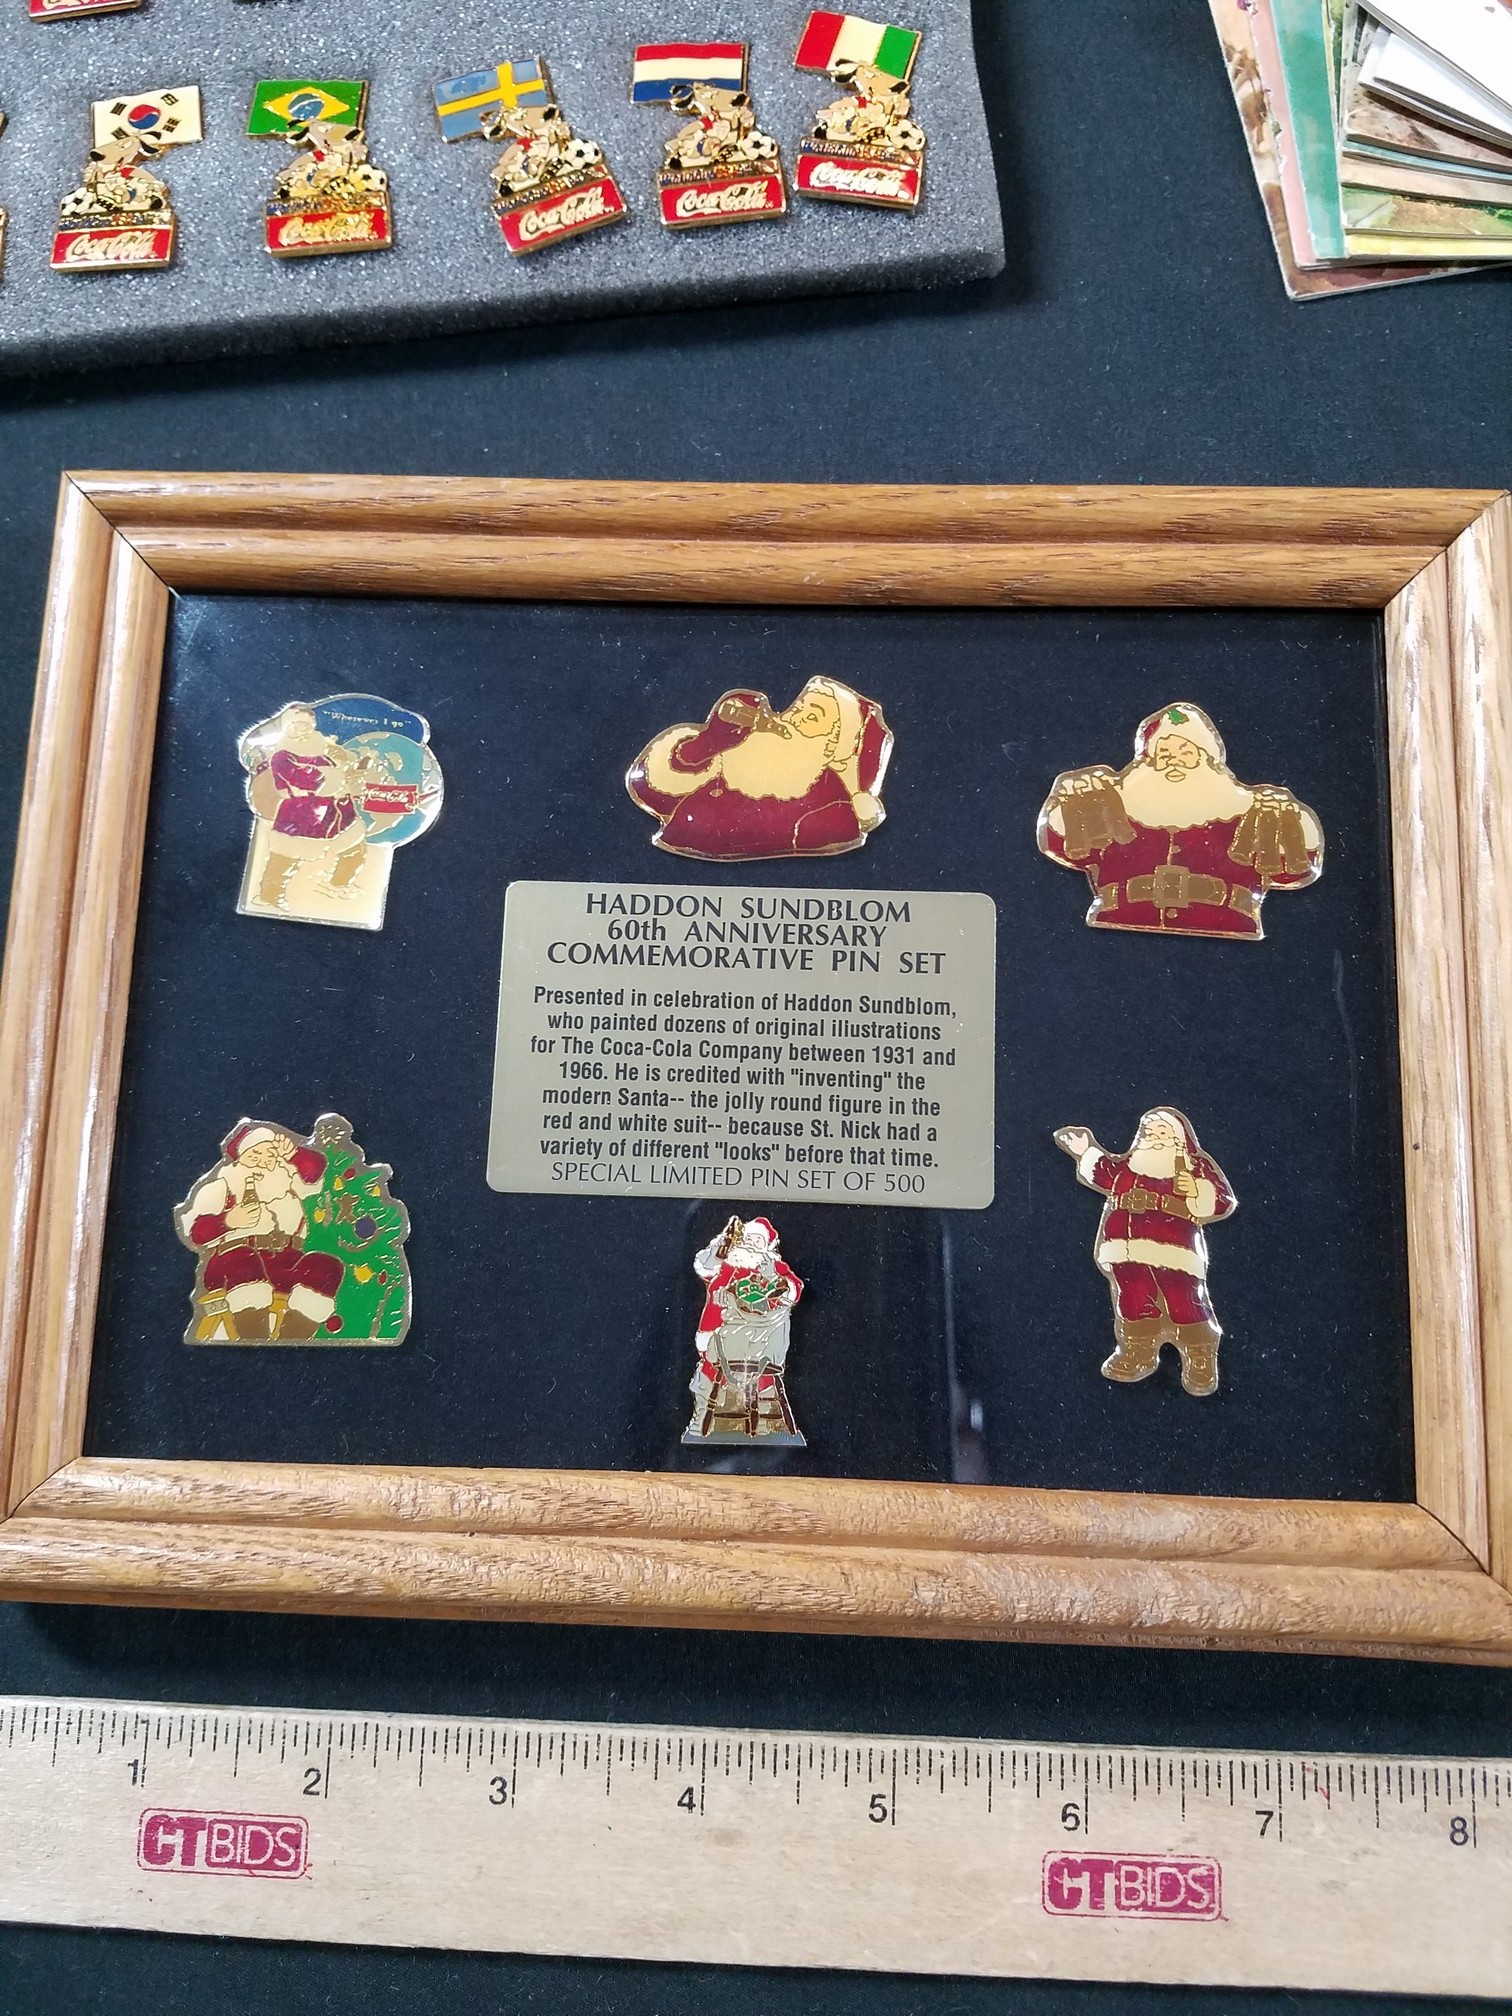 Coca-Cola
Coca-Cola
Coca-Cola
Coca-Cola
Coca-Cola
"Wherever I go"
Coca-Cola
HADDON SUNDBLOM
60th ANNIVERSARY
COMMEMORATIVE PIN SET
Presented in celebration of Haddon Sundblom,
who painted dozens of original illustrations
for The Coca-Cola Company between 1931 and
1966. He is credited with "inventing" the
modern Santa-- the jolly round figure in the
red and white suit-- because St. Nick had a
variety of different "looks" before that time.
SPECIAL LIMITED PIN SET OF 500
1 2 3 4 5 6 7 8
CTBIDS
CTBIDS